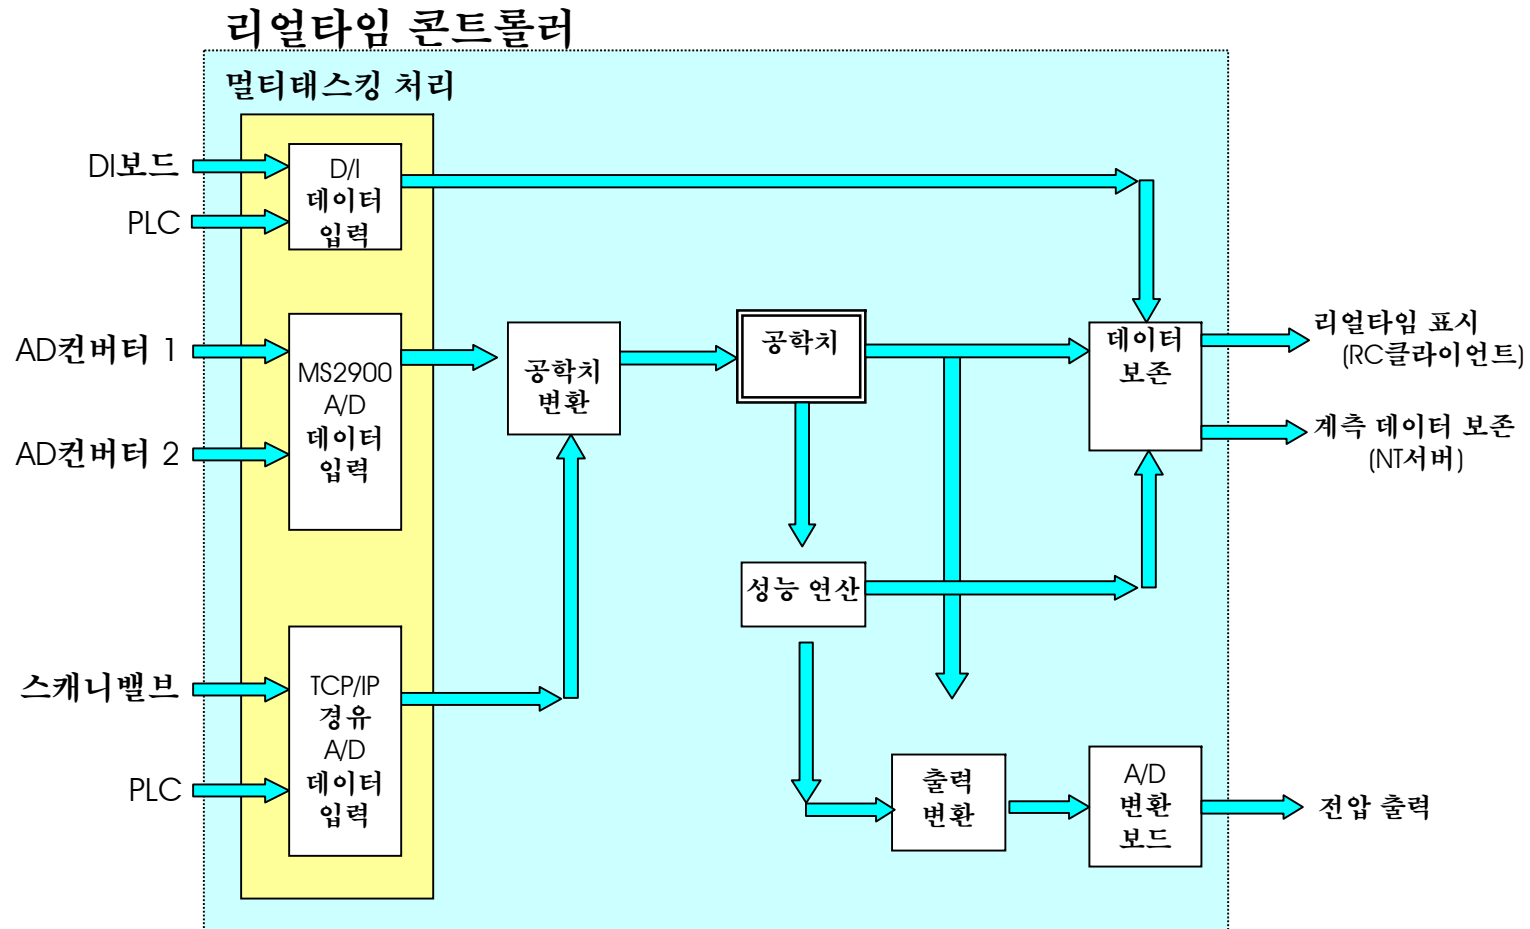 리얼타임 콘트롤러
멀티태스킹 처리
DI보드
PLC
D/I
데이터
입력
AD컨버터 1
AD컨버터 2
MS2900
A/D
데이터
입력
공학치
변환
공학치
데이터
보존
리얼타임 표시
(RC클라이언트)
계측 데이터 보존
(NT서버)
성능 연산
스캐니밸브
PLC
TCP/IP
경유
A/D
데이터
입력
출력
변환
A/D
변환
보드
전압 출력